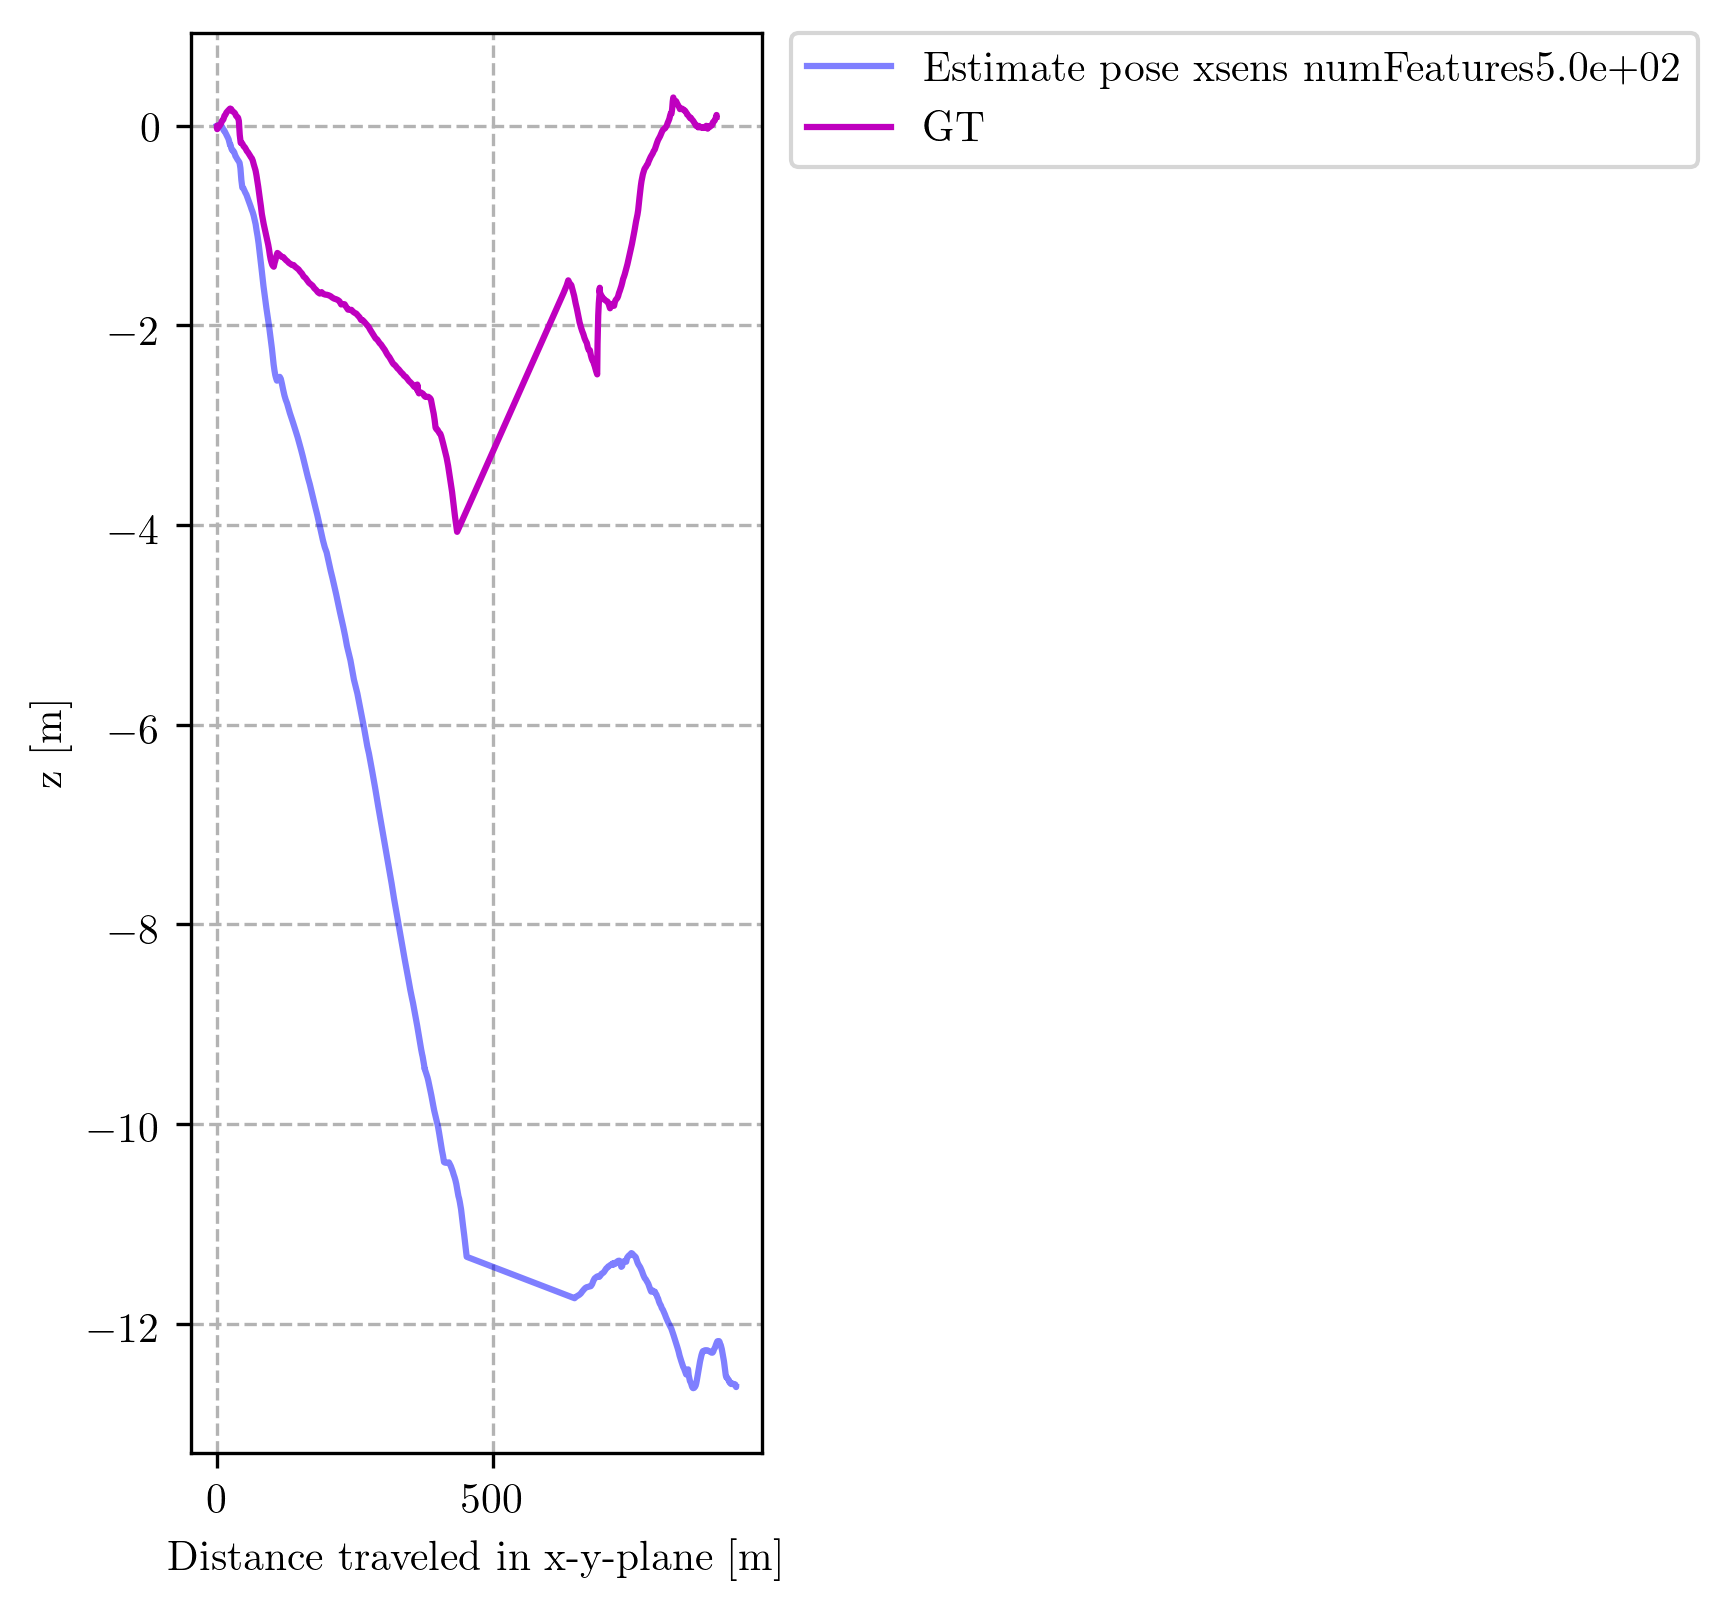 Estimate pose xsens numFeatures5.0e+02
GT
0
−2
−4
−6
−8
−10
−12
z [m]
0 500
Distance traveled in x-y-plane [m]